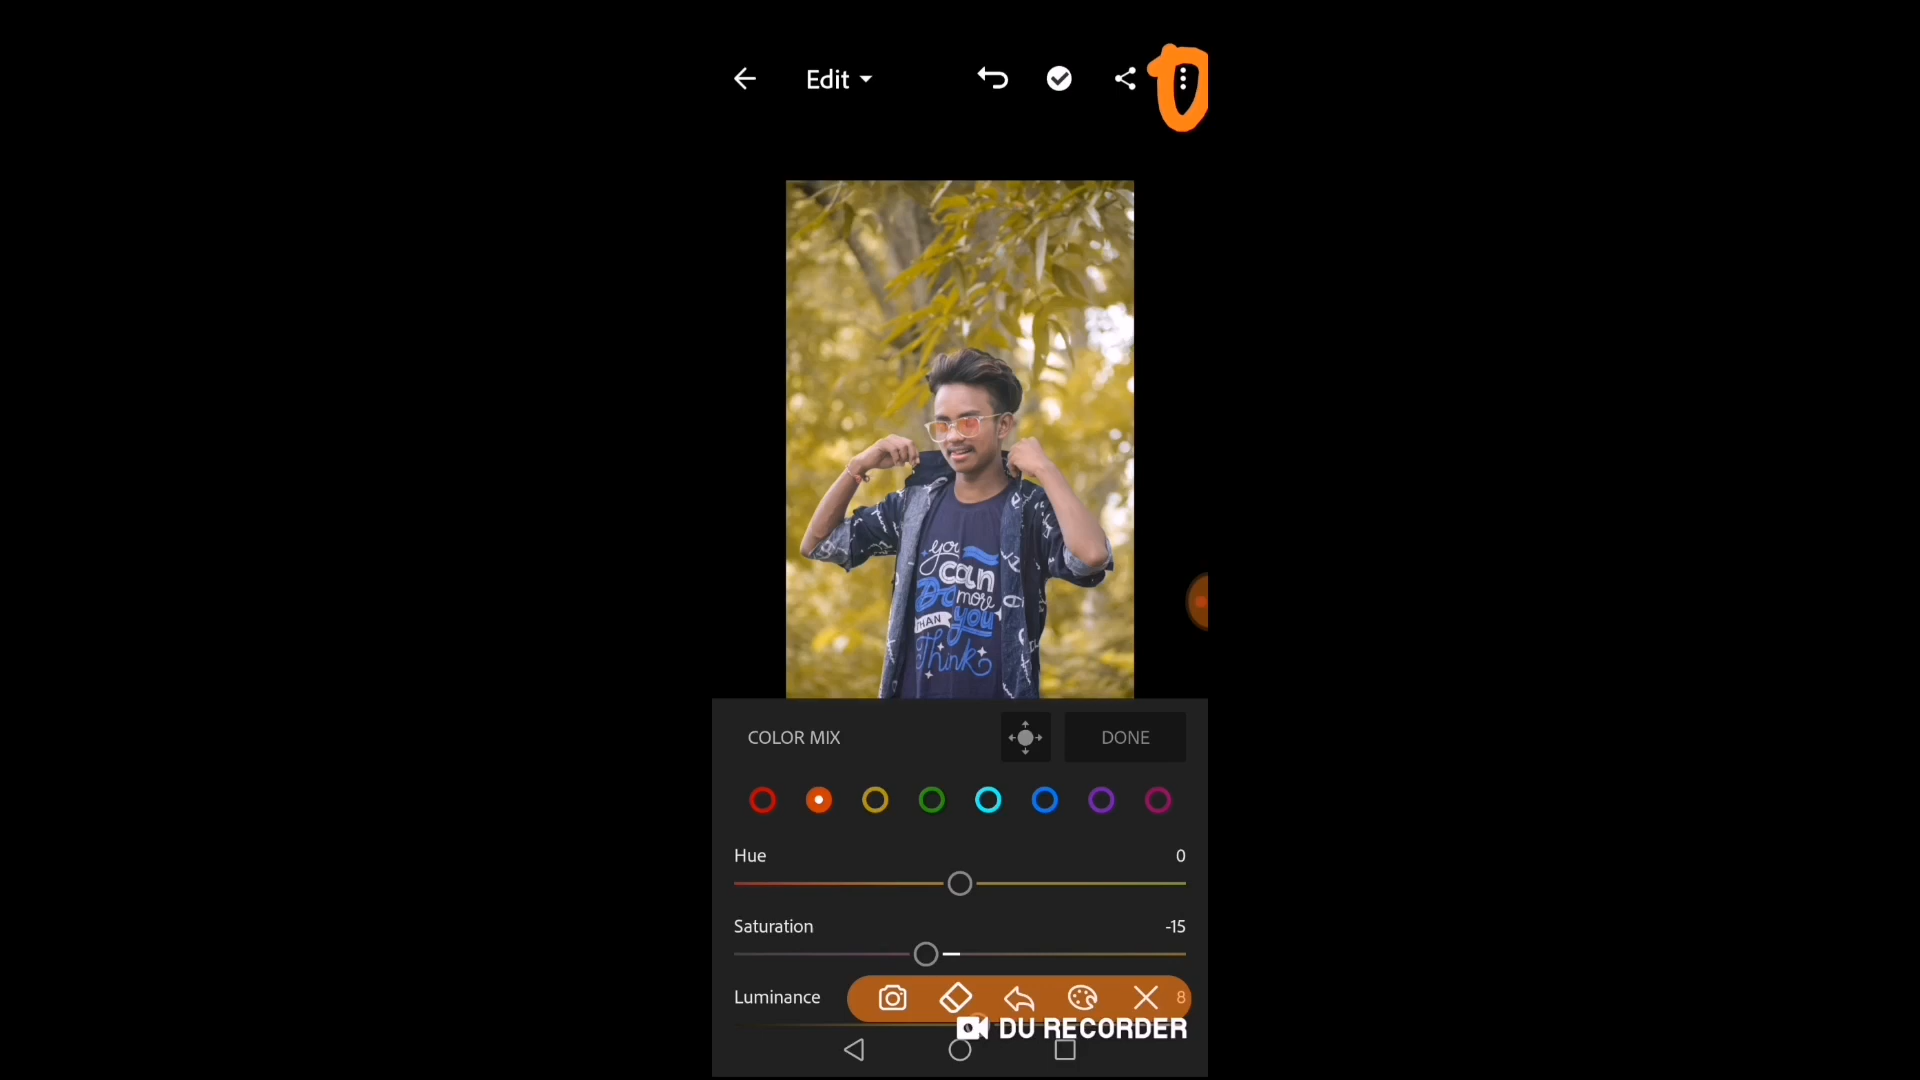 Edit
you
can
Do more
THAN you
Think
COLOR MIX DONE
Hue 0
Saturation -15
Luminance 8
DU RECORDER